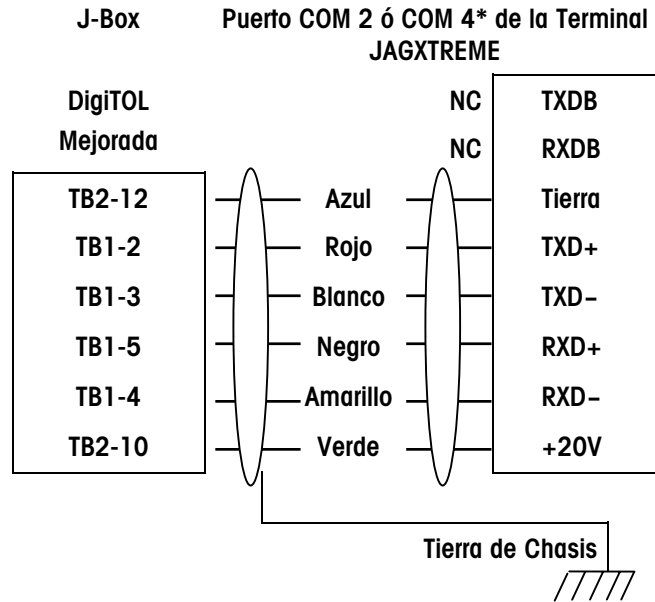 J-Box Puerto COM 2 ó COM 4* de la Terminal
JAGXTREME
DigiTOL NC TXDB
Mejorada NC RXDB
TB2-12 Azul Tierra
TB1-2 Rojo TXD+
TB1-3 Blanco TXD–
TB1-5 Negro RXD+
TB1-4 Amarillo RXD–
TB2-10 Verde +20V
Tierra de Chasis